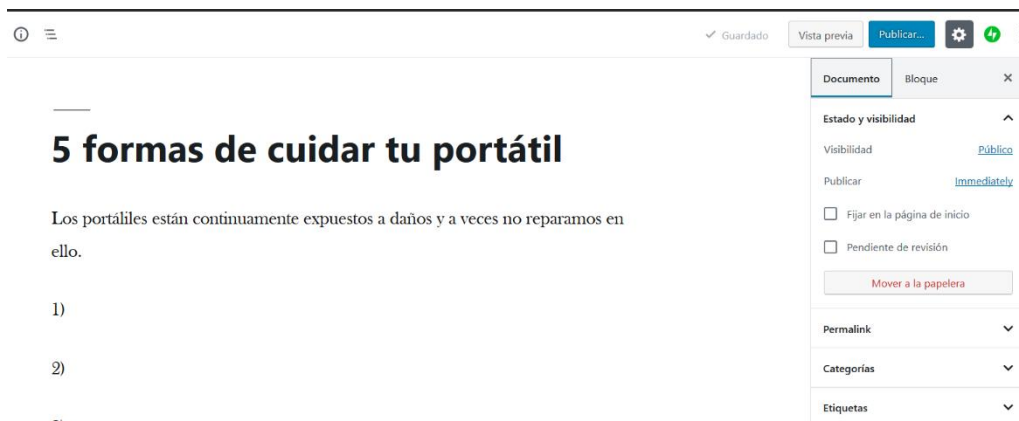 Guardado
Vista previa
Publicar...
Documento
Bloque
Estado y visibilidad
Visibilidad Público
Publicar Immediately
Fijar en la página de inicio
Pendiente de revisión
Mover a la papelera
Permalink
Categorías
Etiquetas
5 formas de cuidar tu portátil
Los portáliles están continuamente expuestos a daños y a veces no reparamos en
ello.
1)
2)